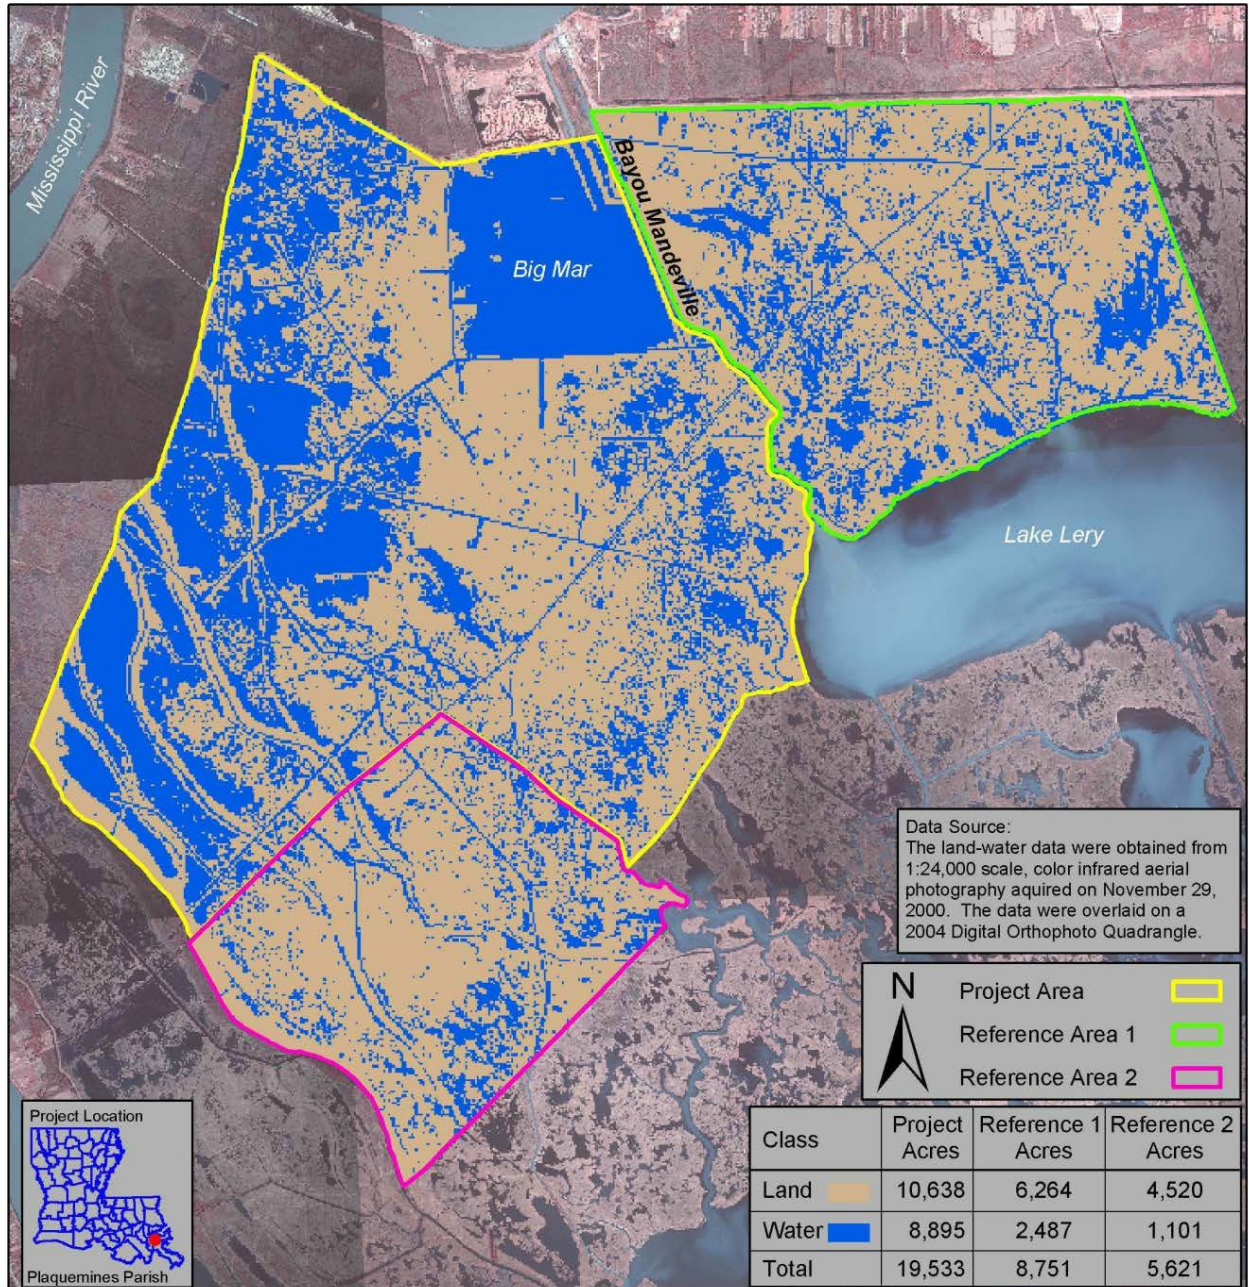 Mississippi River
Bayou Mandeville
Big Mar
Lake Lery
Data Source:
The land-water data were obtained from
1:24,000 scale, color infrared aerial
photography aquired on November 29,
2000. The data were overlaid on a
2004 Digital Orthophoto Quadrangle.
N
Project Area
Reference Area 1
Reference Area 2
Project Location
Plaquemines Parish
Class Project Acres Reference 1 Acres Reference 2 Acres
Land 10,638 6,264 4,520
Water 8,895 2,487 1,101
Total 19,533 8,751 5,621